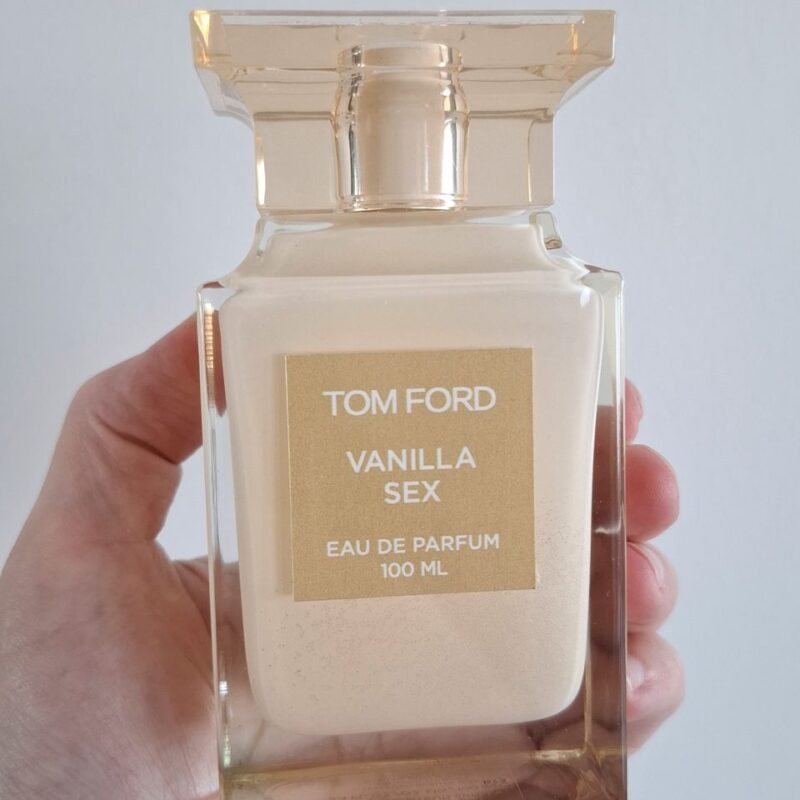 TOM FORD
VANILLA
SEX
EAU DE PARFUM
100 ML